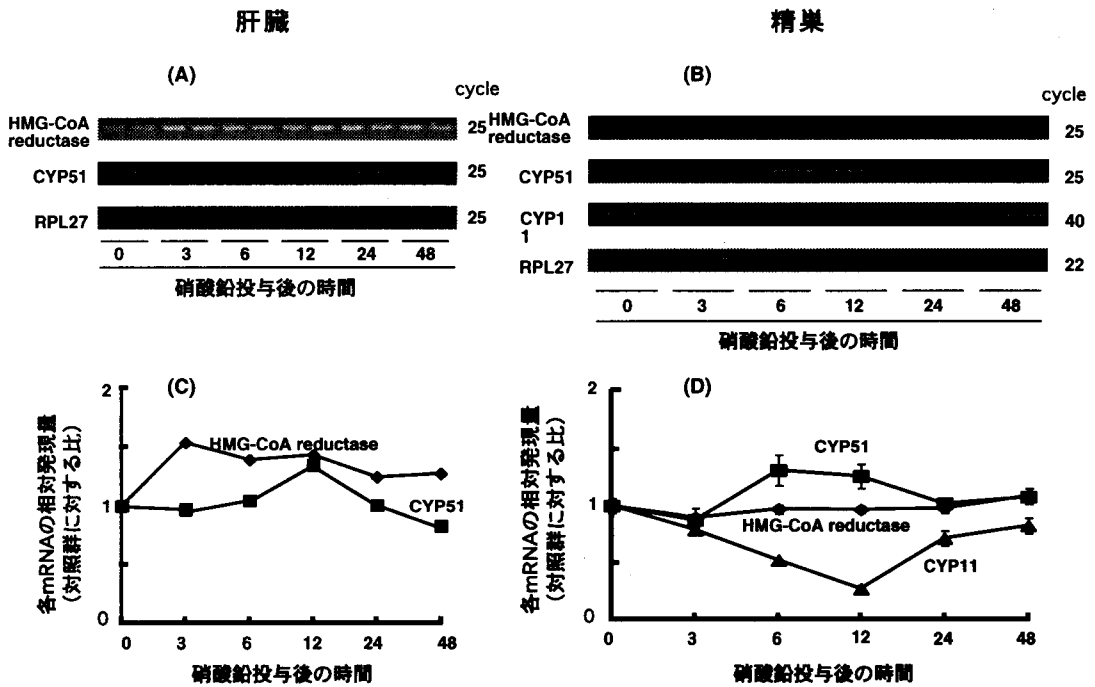 肝臓
精巣
(A)
cycle
HMG-CoA
reductase
25
CYP51
25
RPL27
25
0 3 6 12 24 48
硝酸鉛投与後の時間
(B)
cycle
HMG-CoA
reductase
25
CYP51
25
CYP1
1
40
RPL27
22
0 3 6 12 24 48
硝酸鉛投与後の時間
(C)
各mRNAの相対発現量
(対照群に対する比)
2
1
0
HMG-CoA reductase
CYP51
0 3 6 12 24 48
硝酸鉛投与後の時間
(D)
各mRNAの相対発現量
(対照群に対する比)
2
1
0
CYP51
HMG-CoA reductase
CYP11
0 3 6 12 24 48
硝酸鉛投与後の時間